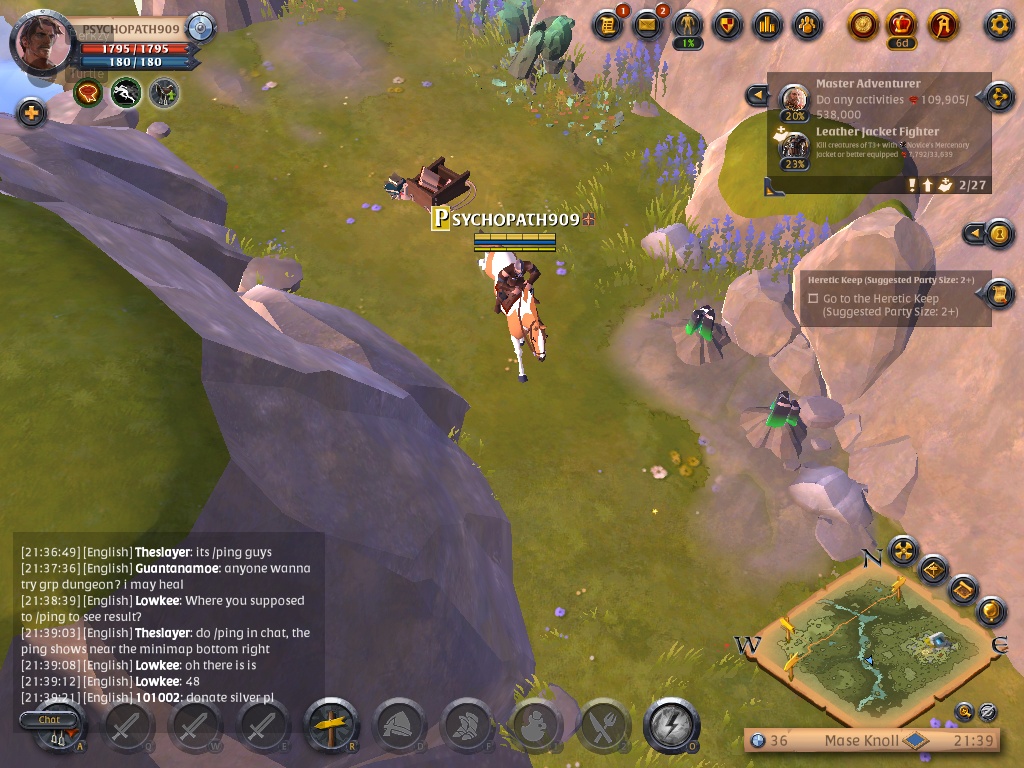 PSYCHOPATH909
1795 / 1795
180 / 180
1
2
1%
6d
Master Adventurer
Do any activities 109,905/
538,000
20%
Leather Jacket Fighter
Kill creatures of T3+ with Novice's Mercenary
Jacket or better equipped 7,792/33,639
23%
2/27
PSYCHOPATH909
Heretic Keep (Suggested Party Size: 2+)
Go to the Heretic Keep
(Suggested Party Size: 2+)
[21:36:49] [English] Theslayer: its /ping guys
[21:37:36] [English] Guantanamoe: anyone wanna
try grp dungeon? i may heal
[21:38:39] [English] Lowkee: Where you supposed
to /ping to see result?
[21:39:03] [English] Theslayer: do /ping in chat, the
ping shows near the minimap bottom right
[21:39:08] [English] Lowkee: oh there is is
[21:39:12] [English] Lowkee: 48
[21:39:21] [English] 101002: donate silver pl
Chat
A Q W E R D F O
N
W
E
36 Mase Knoll 21:39